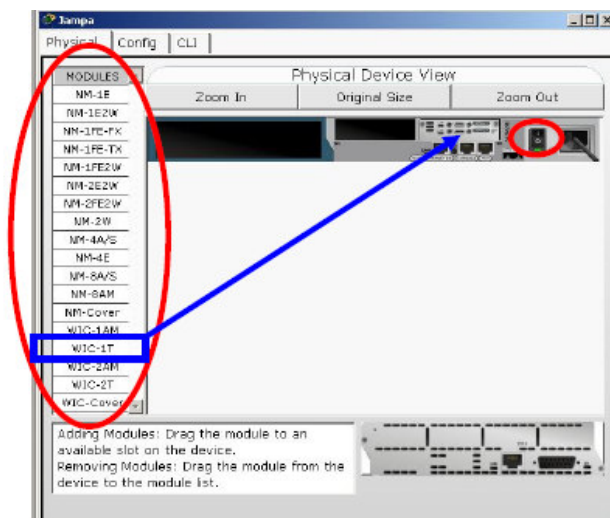 Jampa
Physical Config CLI
MODULES
Physical Device View
Zoom In Original Size Zoom Out
NM-1E
NM-1E2W
NM-1FE-FX
NM-1FE-TX
NM-1FE2W
NM-2E2W
NM-2FE2W
NM-2W
NM-4A/S
NM-4E
NM-8A/S
NM-8AM
NM-Cover
WIC-1AM
WIC-1T
WIC-2AM
WIC-2T
WIC-Cover
Adding Modules: Drag the module to an
available slot on the device.
Removing Modules: Drag the module from the
device to the module list.